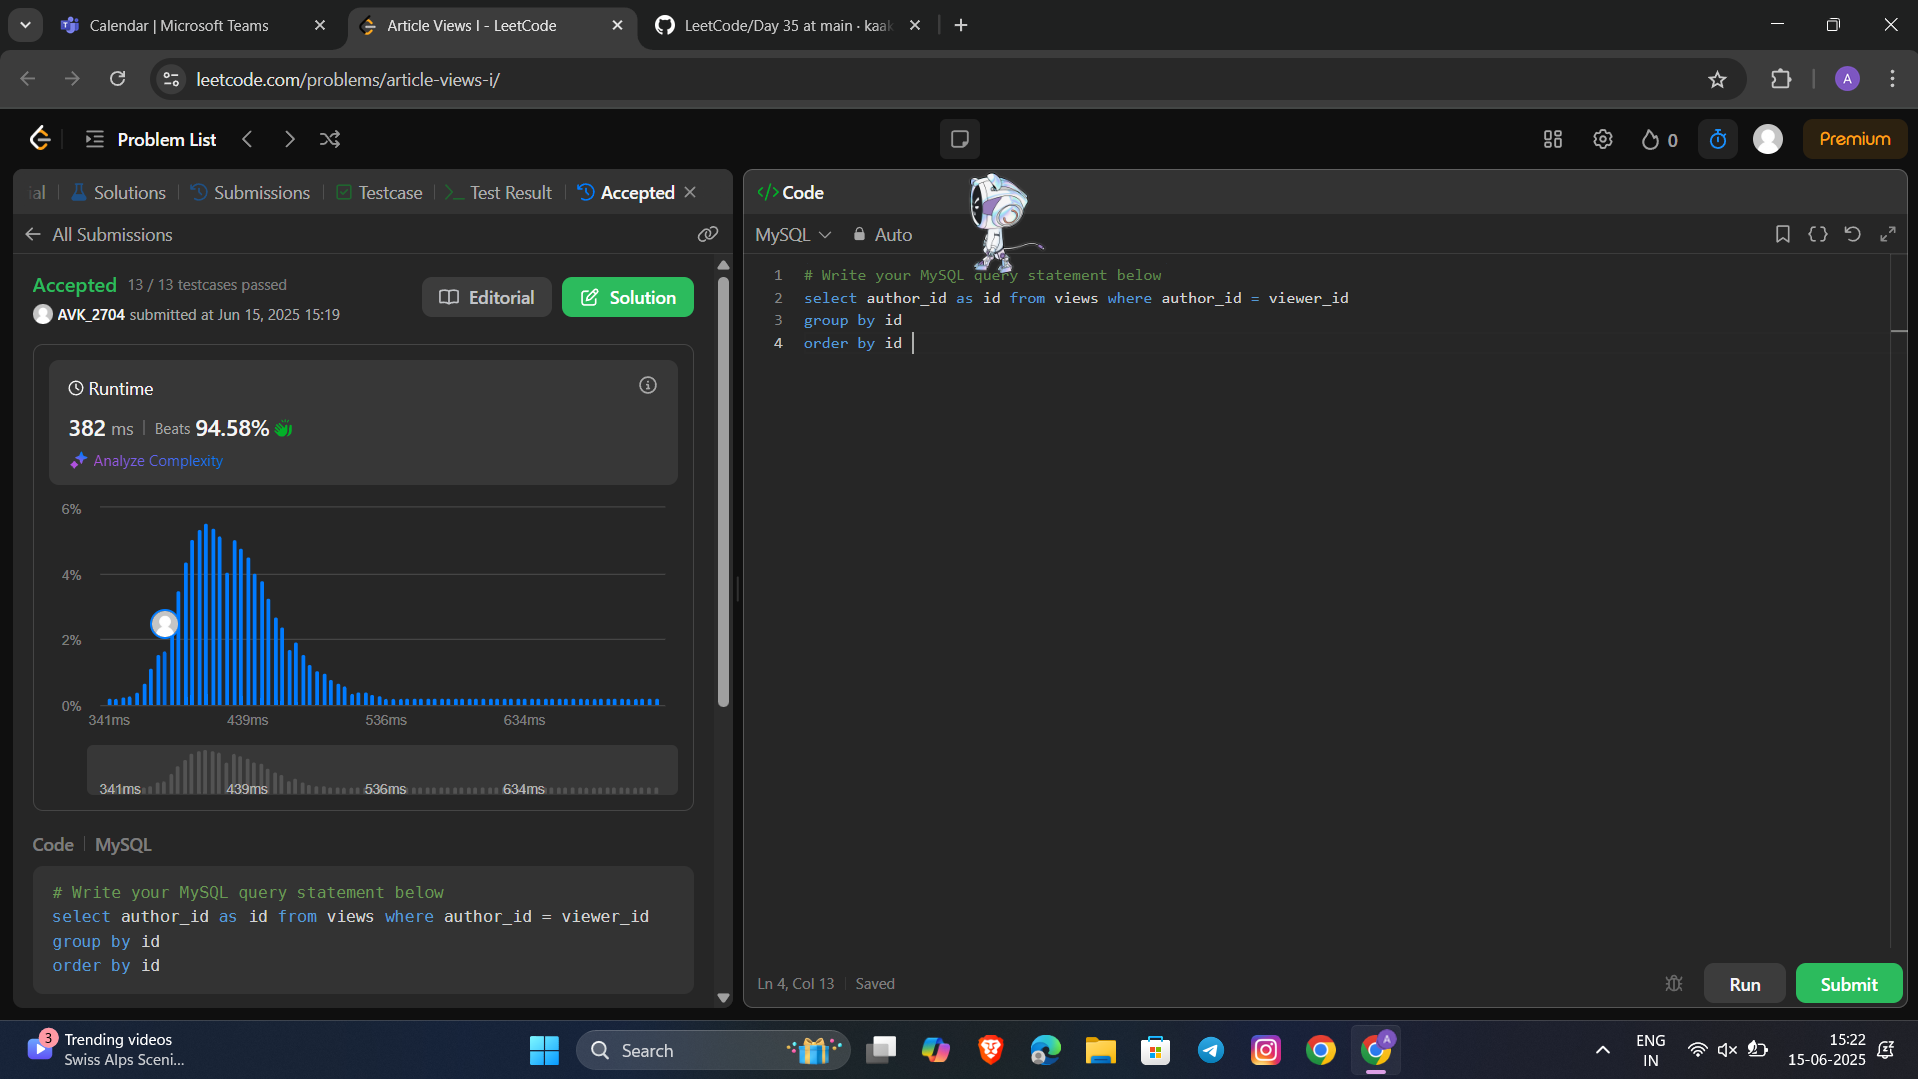 Calendar | Microsoft Teams
Article Views I - LeetCode
LeetCode/Day 35 at main · kaak
leetcode.com/problems/article-views-i/
A
Problem List
0
Premium
ial
Solutions
Submissions
Testcase
Test Result
Accepted
</> Code
All Submissions
MySQL
Auto
Accepted 13 / 13 testcases passed
AVK_2704 submitted at Jun 15, 2025 15:19
Editorial
Solution
1 # Write your MySQL query statement below
2 select author_id as id from views where author_id = viewer_id
3 group by id
4 order by id
Runtime
382 ms | Beats 94.58%
Analyze Complexity
6%
4%
2%
0%
341ms 439ms 536ms 634ms
341ms 439ms 536ms 634ms
Code | MySQL
# Write your MySQL query statement below
select author_id as id from views where author_id = viewer_id
group by id
order by id
Ln 4, Col 13
Saved
Run
Submit
3
Trending videos
Swiss Alps Sceni...
Search
A
ENG
IN
15:22
15-06-2025